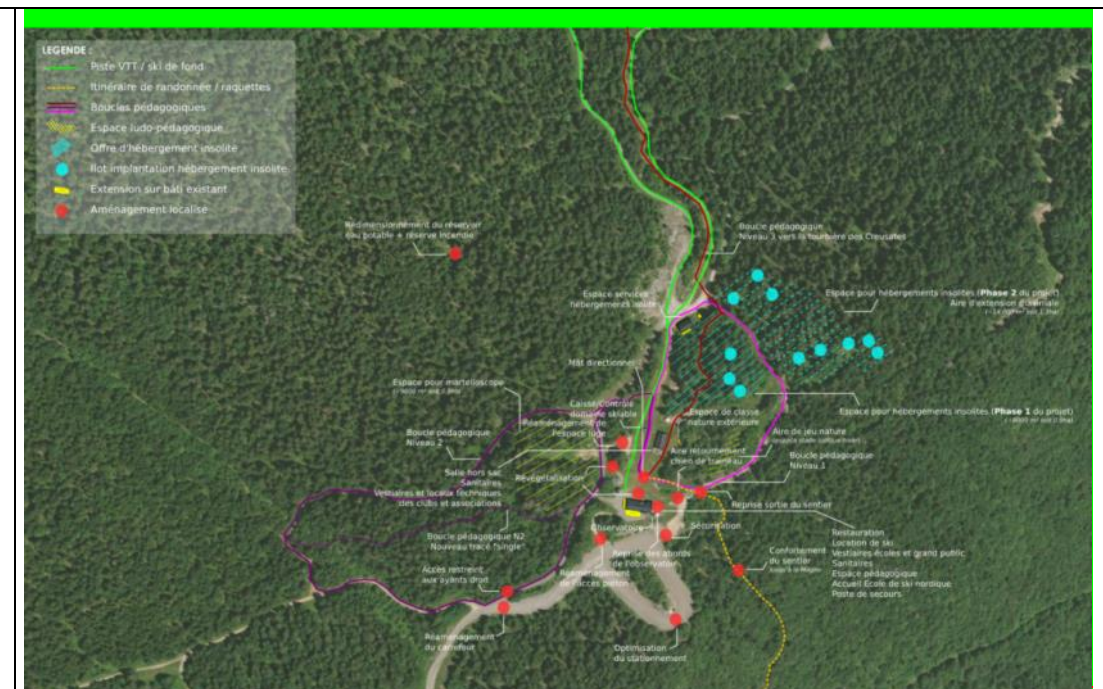 LEGENDE :
Piste VTT / ski de fond
Itinéraire de randonnée / raquettes
Boucles pédagogiques
Espace ludo-pédagogique
Offre d'hébergement insolite
Ilot implantation hébergement insolite
Extension sur bâti existant
Aménagement localisé
Redimensionnement du réservoir
eau potable + réserve incendie
Boucle pédagogique
Niveau 3 vers la tourbière des Creusates
Espace services
hébergements insolites
Espace pour hébergements insolites (Phase 2 du projet)
Aire d'extension maximale
Mât directionnel
Espace pour martelloscope
Caisse/Contrôle
domaine skiable
Réaménagement de
l'espace luge
Espace de classe
nature extérieure
Espace pour hébergements insolites (Phase 1 du projet)
Aire de jeu nature
Boucle pédagogique
Niveau 2
Aire retournement
chien de traineau
Boucle pédagogique
Niveau 1
Salle hors sac
Sanitaires
Vestiaires et locaux techniques
des clubs et associations
Révégétalisation
Reprise sortie du sentier
Boucle pédagogique N2
Nouveau tracé "single"
Observatoire
Sécurisation
Reprise des abords
de l'observatoire
Restauration
Location de ski
Vestiaires écoles et grand public
Sanitaires
Espace pédagogique
Accueil Ecole de ski nordique
Poste de secours
Confortement
du sentier
Accès restreint
aux ayants droit
Réaménagement
de l'accès piéton
Réaménagement
du carrefour
Optimisation
du stationnement